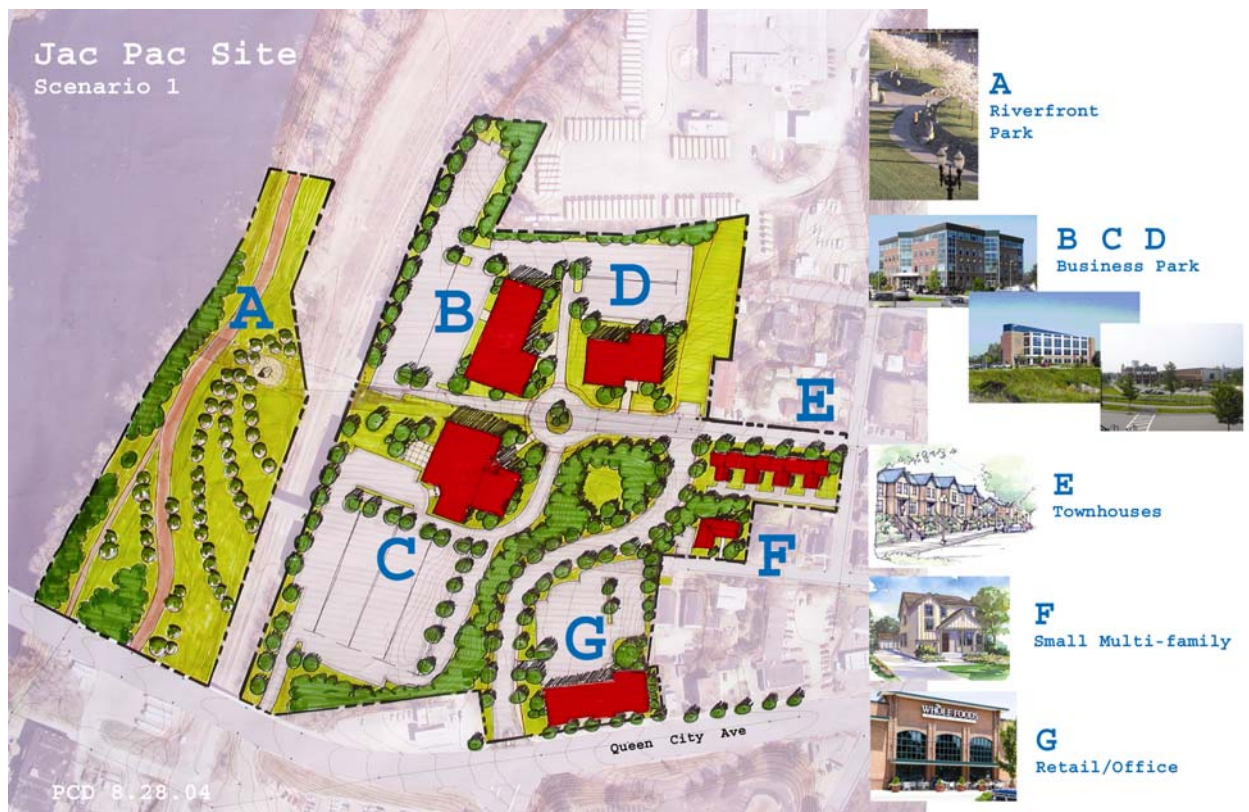 Jac Pac Site
Scenario 1
A
B
C
D
E
F
G
Queen City Ave
PCD 8.28.04
A
Riverfront
Park
B C D
Business Park
E
Townhouses
F
Small Multi-family
WHOLE FOODS
G
Retail/Office